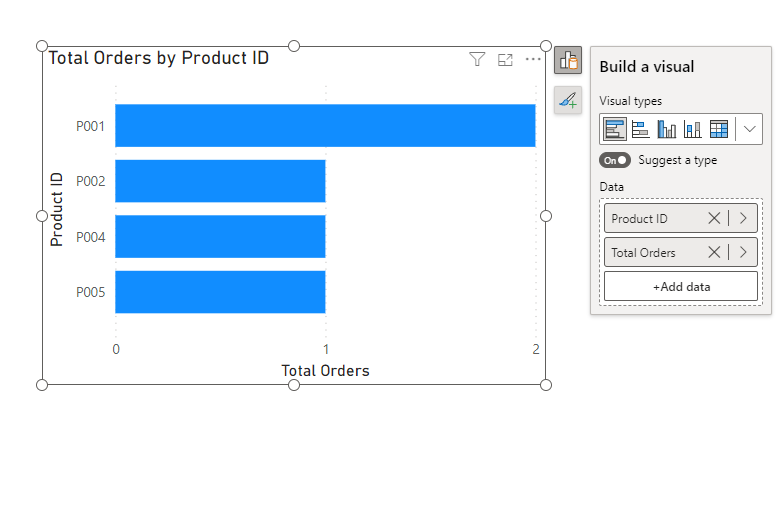 Total Orders by Product ID
Product ID
P001
P002
P004
P005
0 1 2
Total Orders
Build a visual
Visual types
On Suggest a type
Data
Product ID
Total Orders
+Add data